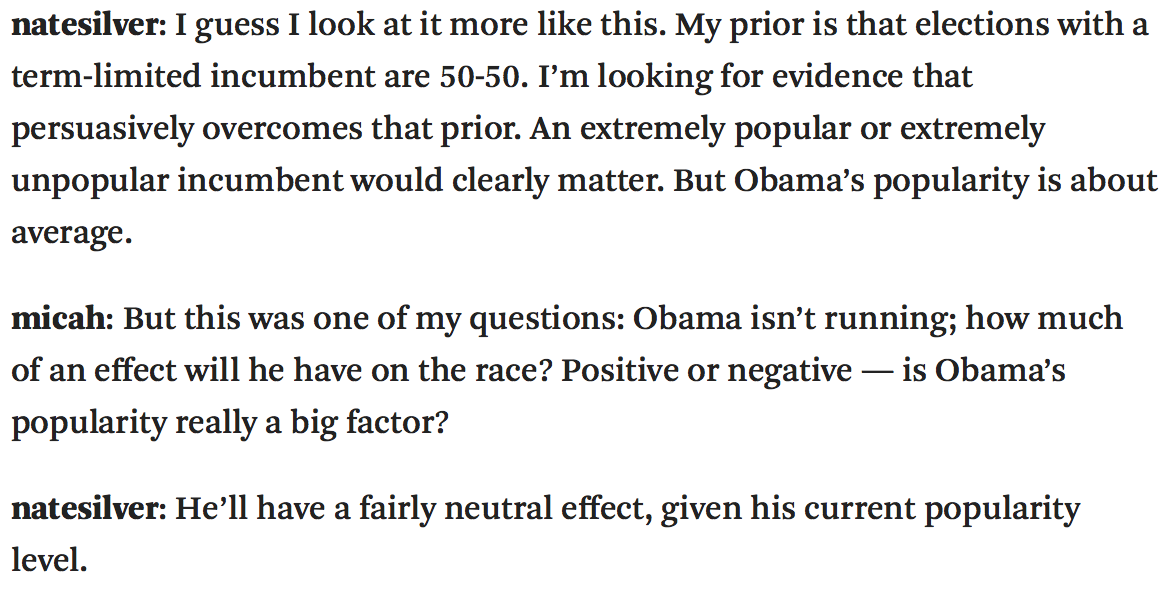 natesilver: I guess I look at it more like this. My prior is that elections with a
term-limited incumbent are 50-50. I’m looking for evidence that
persuasively overcomes that prior. An extremely popular or extremely
unpopular incumbent would clearly matter. But Obama’s popularity is about
average.
micah: But this was one of my questions: Obama isn’t running; how much
of an effect will he have on the race? Positive or negative — is Obama’s
popularity really a big factor?
natesilver: He’ll have a fairly neutral effect, given his current popularity
level.